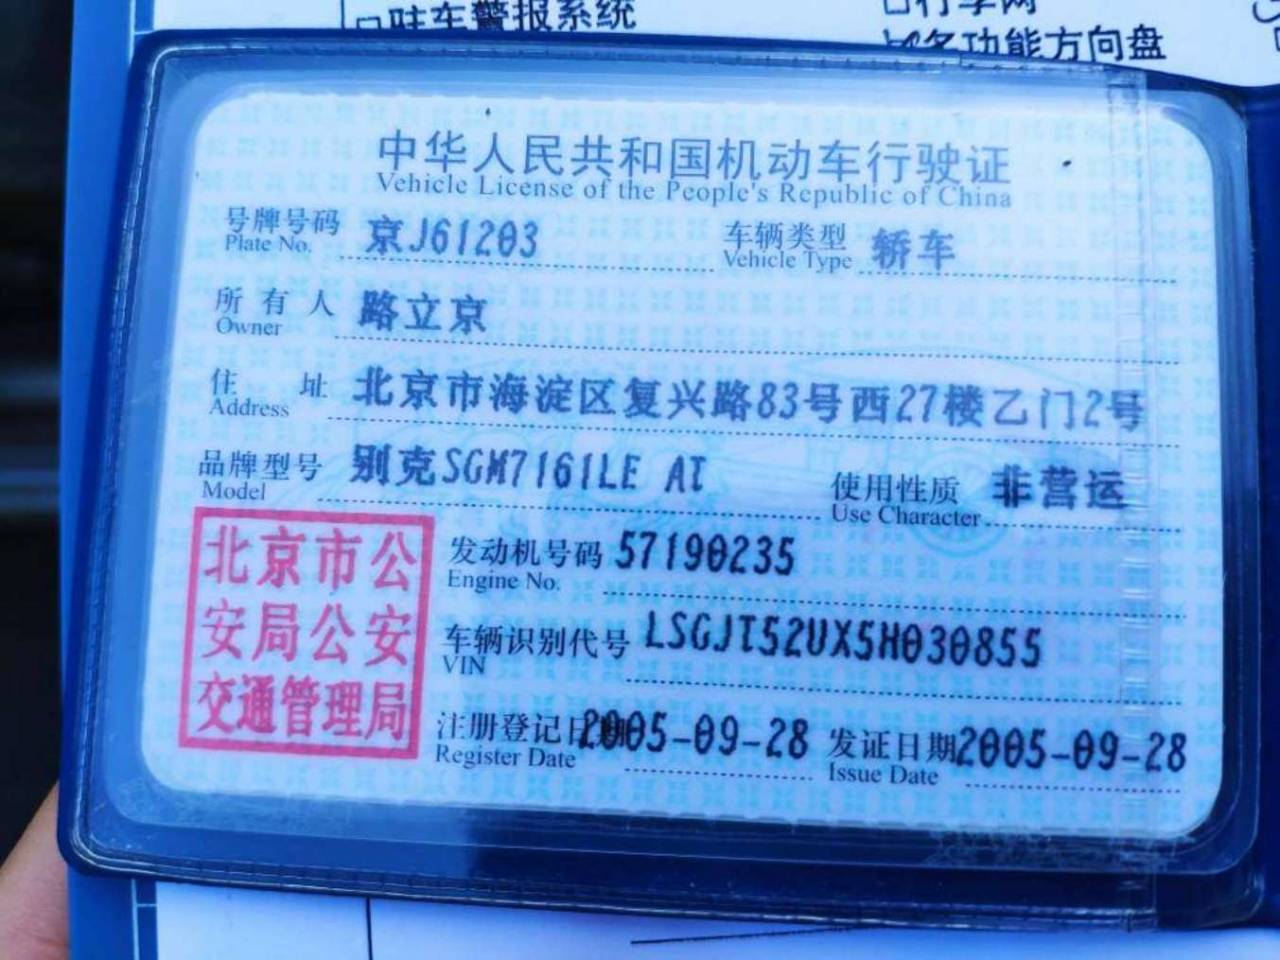 驻车警报系统
多功能方向盘
中华人民共和国机动车行驶证
Vehicle License of the People's Republic of China
号牌号码 京J61203 车辆类型 轿车
Plate No. Vehicle Type
所有人 路立京
Owner
住址 北京市海淀区复兴路83号西27楼乙门2号
Address
品牌型号 别克SGM7161LE AT 使用性质 非营运
Model Use Character
北京市公
安局公安
交通管理局
发动机号码 57190235
Engine No.
车辆识别代号 LSGJT52UX5H030855
VIN
注册登记日期 2005-09-28 发证日期 2005-09-28
Register Date Issue Date